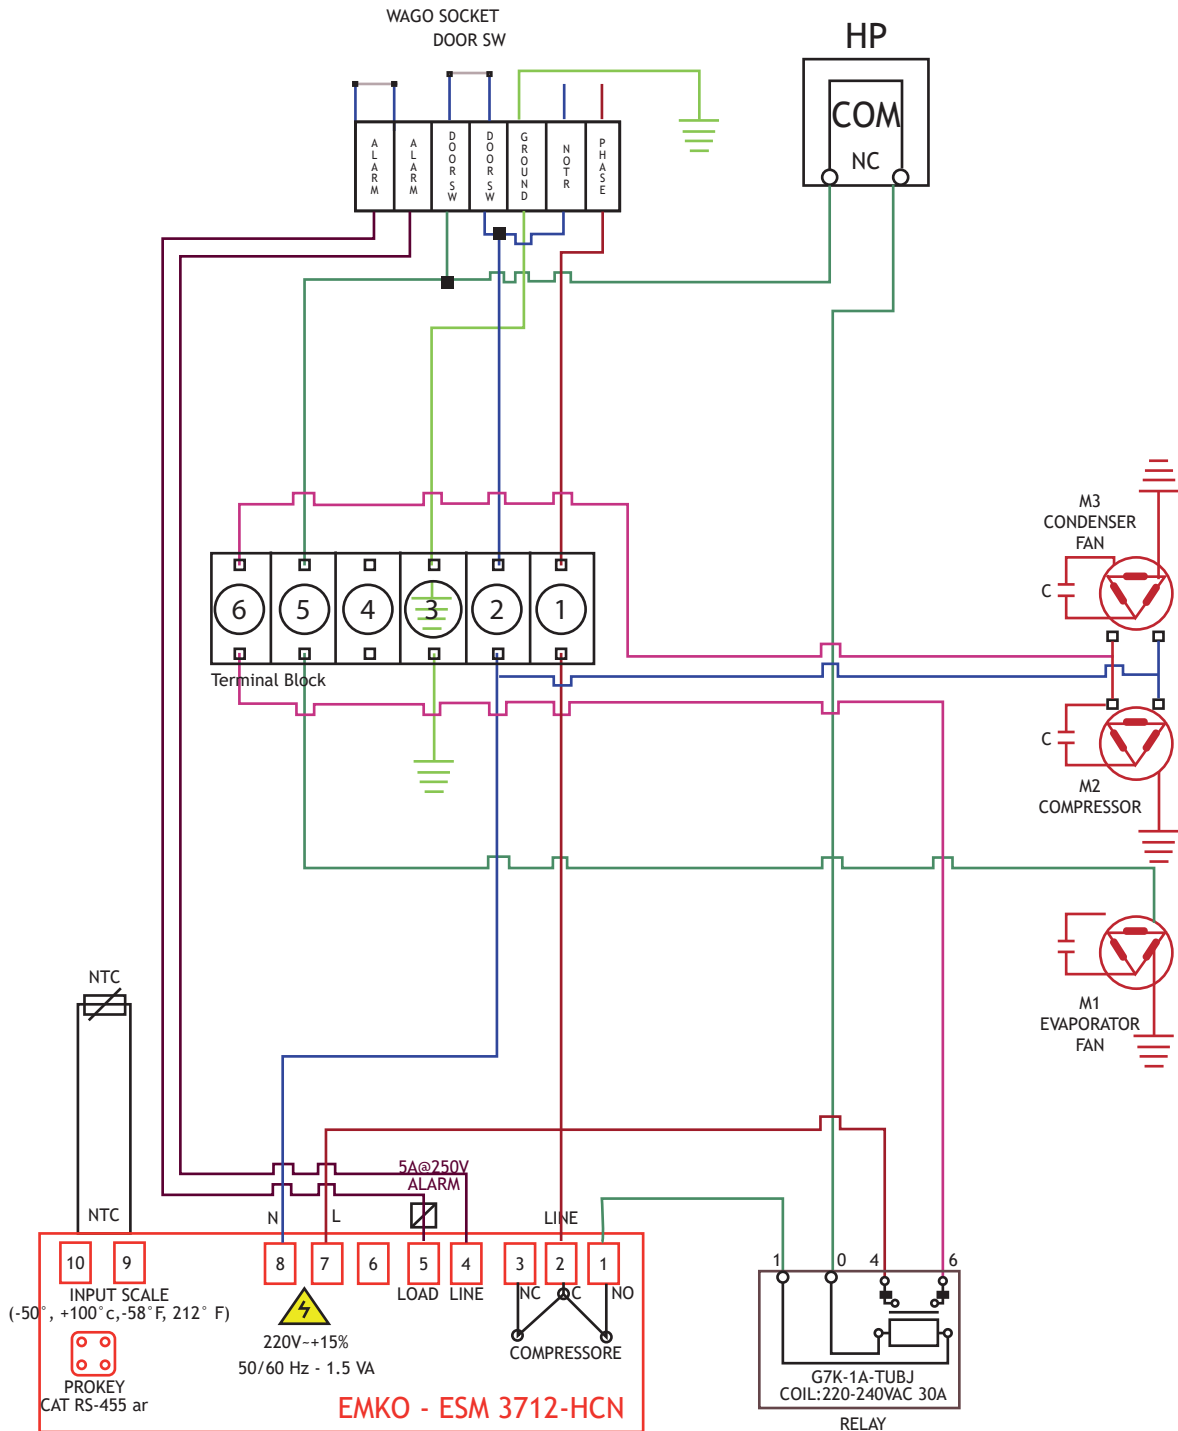 WAGO SOCKET
DOOR SW
HP
COM
NC
ALARM
ALARM
DOOR SW
DOOR SW
GROUND
NOTR
PHASE
M3
CONDENSER
FAN
C
6
5
4
3
2
1
Terminal Block
C
M2
COMPRESSOR
M1
EVAPORATOR
FAN
NTC
5A@250V
ALARM
NTC
N
L
LINE
1
0
4
6
10
9
8
7
6
5
4
3
2
1
INPUT SCALE
LOAD
LINE
NC
C
NO
(-50°, +100°c,-58°F, 212° F)
220V~+15%
50/60 Hz - 1.5 VA
COMPRESSORE
PROKEY
CAT RS-455 ar
EMKO - ESM 3712-HCN
G7K-1A-TUBJ
COIL:220-240VAC 30A
RELAY